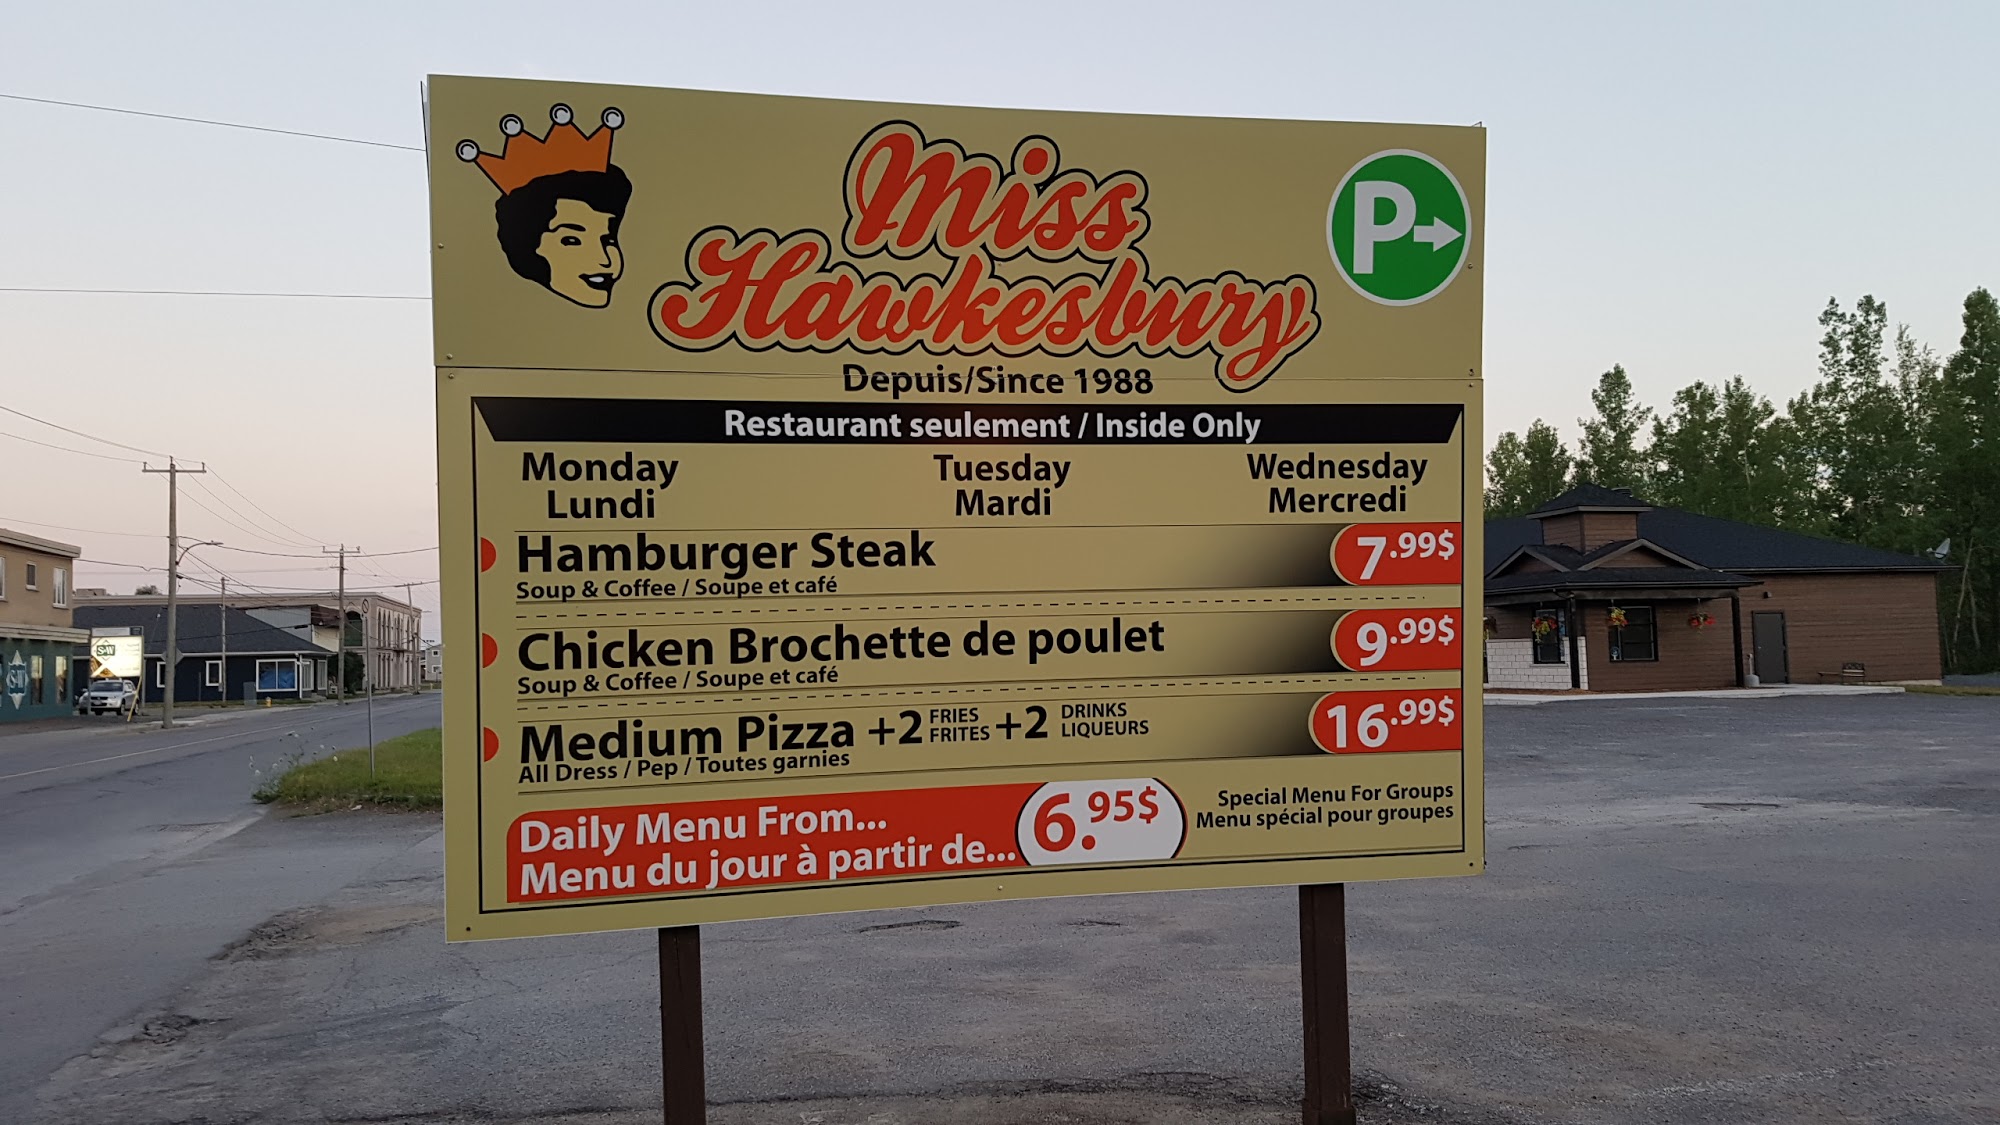 Miss
Hawkesbury
P
Depuis/Since 1988
Restaurant seulement / Inside Only
Monday Tuesday Wednesday
Lundi Mardi Mercredi
Hamburger Steak 7.99$
Soup & Coffee / Soupe et café
Chicken Brochette de poulet 9.99$
Soup & Coffee / Soupe et café
Medium Pizza +2 FRIES FRITES +2 DRINKS LIQUEURS 16.99$
All Dress / Pep / Toutes garnies
Daily Menu From...
Menu du jour à partir de... 6.95$
Special Menu For Groups
Menu spécial pour groupes
S&W
S&W